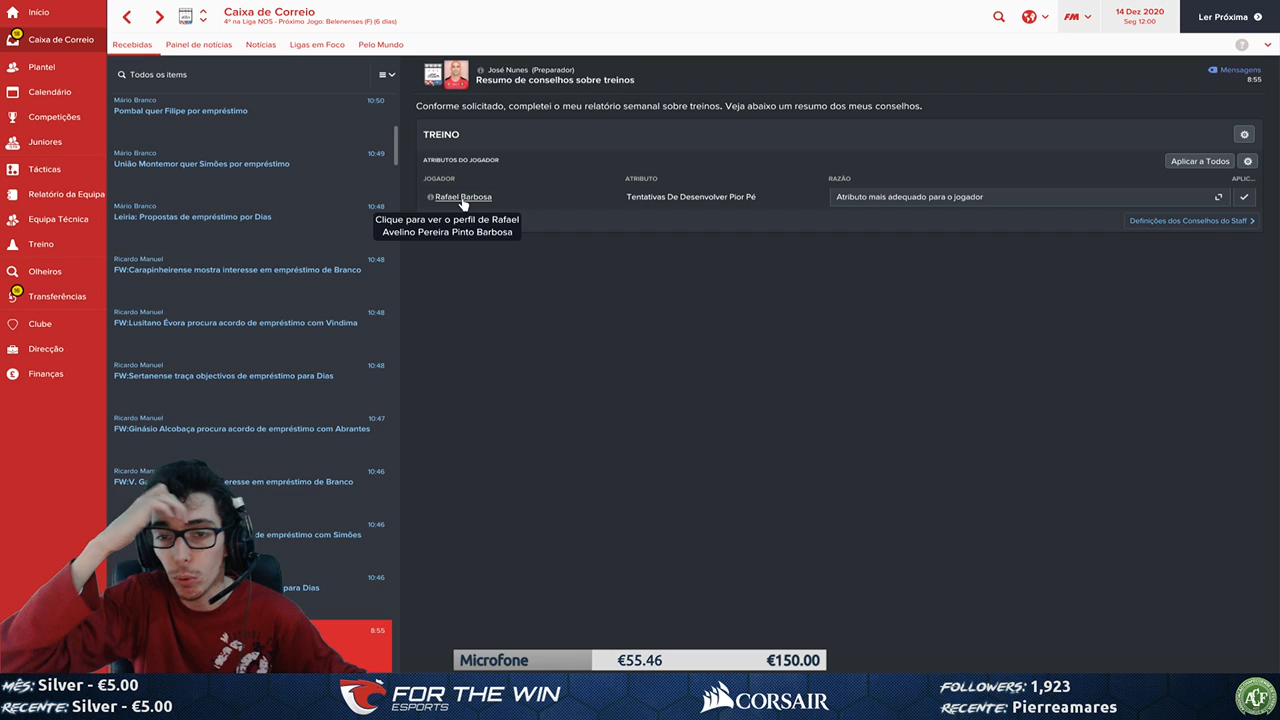 Início
Caixa de Correio
4º na Liga NOS - Próximo Jogo: Belenenses (F) (6 dias)
FM
14 Dez 2020
Seg 12:00
Ler Próxima
18
Caixa de Correio
Recebidas
Painel de notícias
Notícias
Ligas em Foco
Pelo Mundo
?
Plantel
Calendário
Competições
Juniores
Tácticas
Relatório da Equipa
Equipa Técnica
Treino
Olheiros
16
Transferências
Clube
Direcção
Finanças
Todos os items
Mário Branco
10:50
Pombal quer Filipe por empréstimo
Mário Branco
10:49
União Montemor quer Simões por empréstimo
Mário Branco
10:48
Leiria: Propostas de empréstimo por Dias
Ricardo Manuel
10:48
FW:Carapinheirense mostra interesse em empréstimo de Branco
Ricardo Manuel
10:48
FW:Lusitano Évora procura acordo de empréstimo com Vindima
Ricardo Manuel
10:48
FW:Sertanense traça objectivos de empréstimo para Dias
Ricardo Manuel
10:47
FW:Ginásio Alcobaça procura acordo de empréstimo com Abrantes
Ricardo
10:46
FW:V. eresse em empréstimo de Branco
10:46
de empréstimo com Simões
10:46
para Dias
8:55
José Nunes (Preparador)
Resumo de conselhos sobre treinos
Mensagens
8:55
Conforme solicitado, completei o meu relatório semanal sobre treinos. Veja abaixo um resumo dos meus conselhos.
TREINO
ATRIBUTOS DO JOGADOR
Aplicar a Todos
JOGADOR
ATRIBUTO
RAZÃO
APLIC...
Rafael Barbosa
Tentativas De Desenvolver Pior Pé
Atributo mais adequado para o jogador
Clique para ver o perfil de Rafael
Avelino Pereira Pinto Barbosa
Definições dos Conselhos do Staff
Microfone
€55.46
€150.00
MÊS: Silver - €5.00
RECENTE: Silver - €5.00
FOR THE WIN
ESPORTS
CORSAIR
FOLLOWERS: 1,923
RECENTE: Pierreamares
ACF